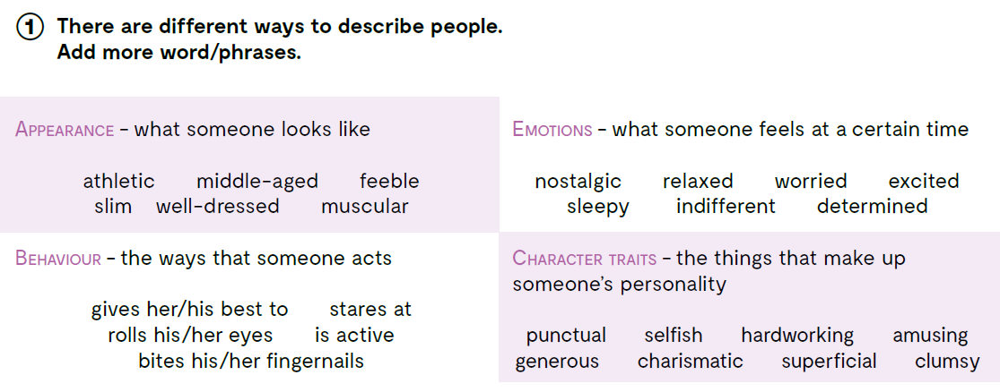 1 There are different ways to describe people.
Add more word/phrases.
APPEARANCE - what someone looks like
athletic middle-aged feeble
slim well-dressed muscular
EMOTIONS - what someone feels at a certain time
nostalgic relaxed worried excited
sleepy indifferent determined
BEHAVIOUR - the ways that someone acts
gives her/his best to stares at
rolls his/her eyes is active
bites his/her fingernails
CHARACTER TRAITS - the things that make up
someone's personality
punctual selfish hardworking amusing
generous charismatic superficial clumsy